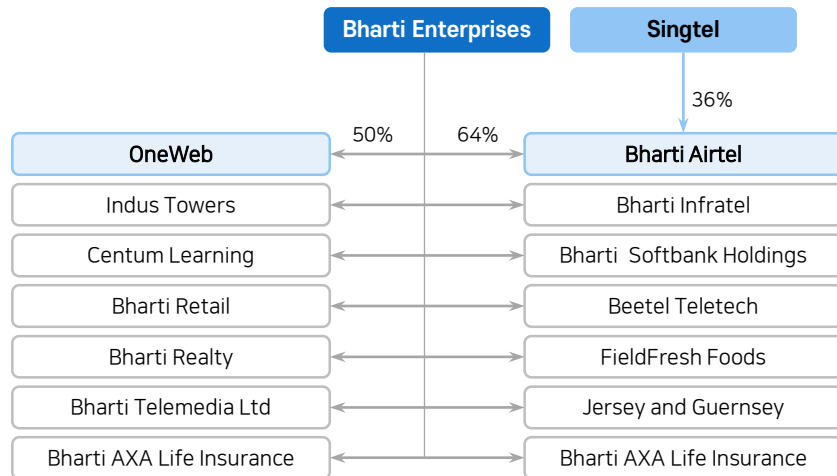 Bharti Enterprises
Singtel
36%
50%
64%
OneWeb
Bharti Airtel
Indus Towers
Bharti Infratel
Centum Learning
Bharti Softbank Holdings
Bharti Retail
Beetel Teletech
Bharti Realty
FieldFresh Foods
Bharti Telemedia Ltd
Jersey and Guernsey
Bharti AXA Life Insurance
Bharti AXA Life Insurance